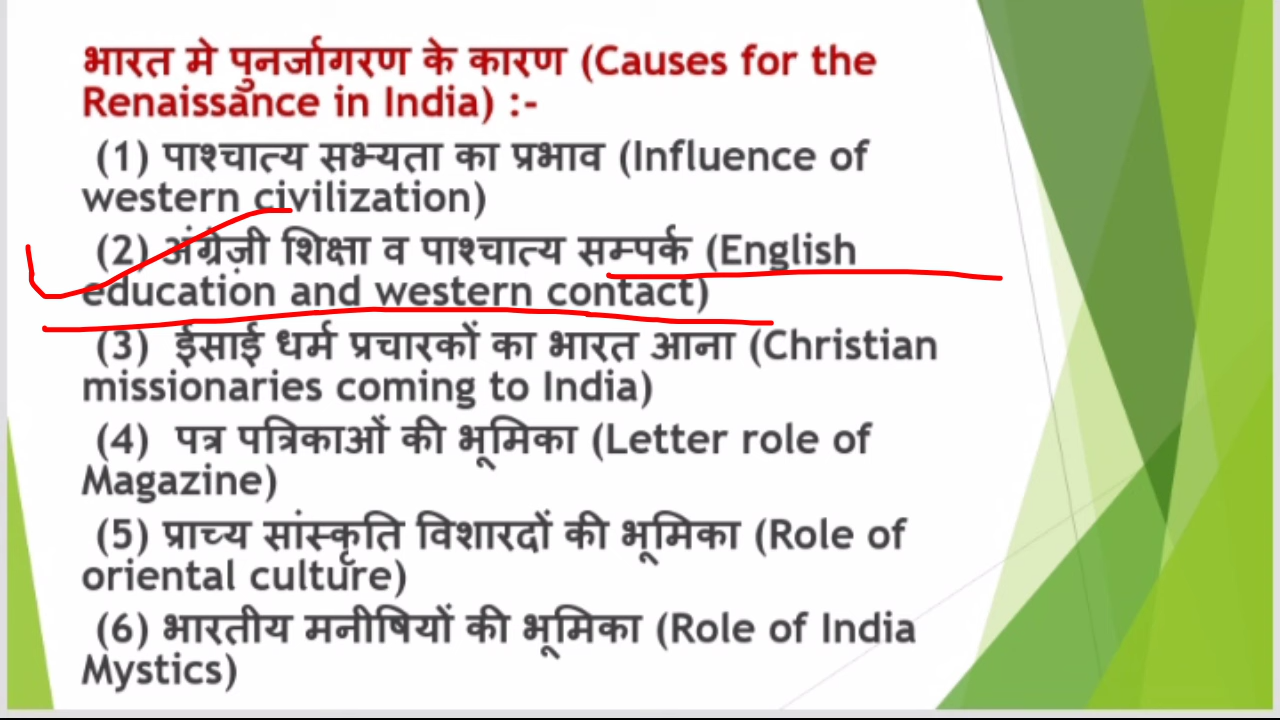 भारत मे पुनर्जागरण के कारण (Causes for the
Renaissance in India) :-
(1) पाश्चात्य सभ्यता का प्रभाव (Influence of
western civilization)
(2) अंग्रेज़ी शिक्षा व पाश्चात्य सम्पर्क (English
education and western contact)
(3) ईसाई धर्म प्रचारकों का भारत आना (Christian
missionaries coming to India)
(4) पत्र पत्रिकाओं की भूमिका (Letter role of
Magazine)
(5) प्राच्य सांस्कृति विशारदों की भूमिका (Role of
oriental culture)
(6) भारतीय मनीषियों की भूमिका (Role of India
Mystics)